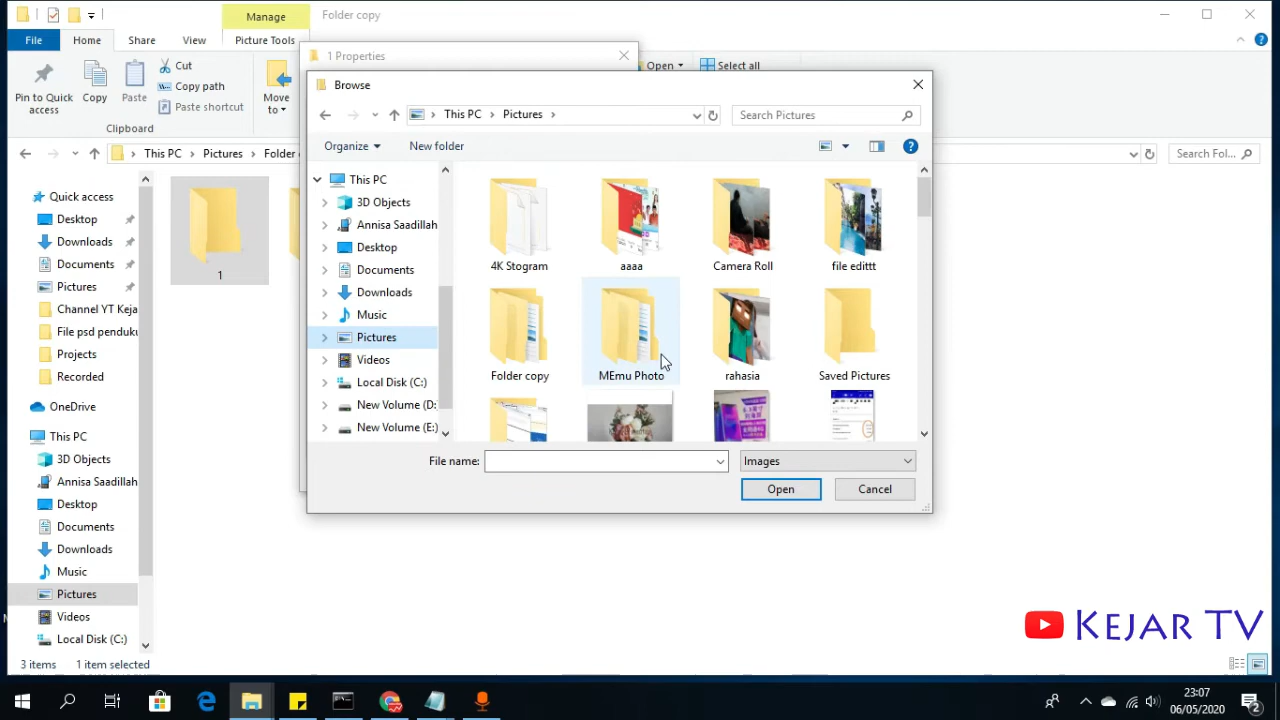 Manage
Folder copy
File
Home
Share
View
Picture Tools
Pin to Quick access
Copy
Paste
Cut
Copy path
Paste shortcut
Clipboard
Move to
1 Properties
Open
Select all
This PC
Pictures
Folder
Search Fol...
Browse
This PC
Pictures
Search Pictures
Organize
New folder
Quick access
Desktop
Downloads
Documents
Pictures
Channel YT Keja
File psd penduku
Projects
Recorded
OneDrive
This PC
3D Objects
Annisa Saadillah
Desktop
Documents
Downloads
Music
Pictures
Videos
Local Disk (C:)
1
This PC
3D Objects
Annisa Saadillah
Desktop
Documents
Downloads
Music
Pictures
Videos
Local Disk (C:)
New Volume (D:
New Volume (E:)
4K Stogram
aaaa
Camera Roll
file edittt
Folder copy
MEmu Photo
rahasia
Saved Pictures
File name:
Images
Open
Cancel
KEJAR TV
3 items
1 item selected
23:07
06/05/2020
2